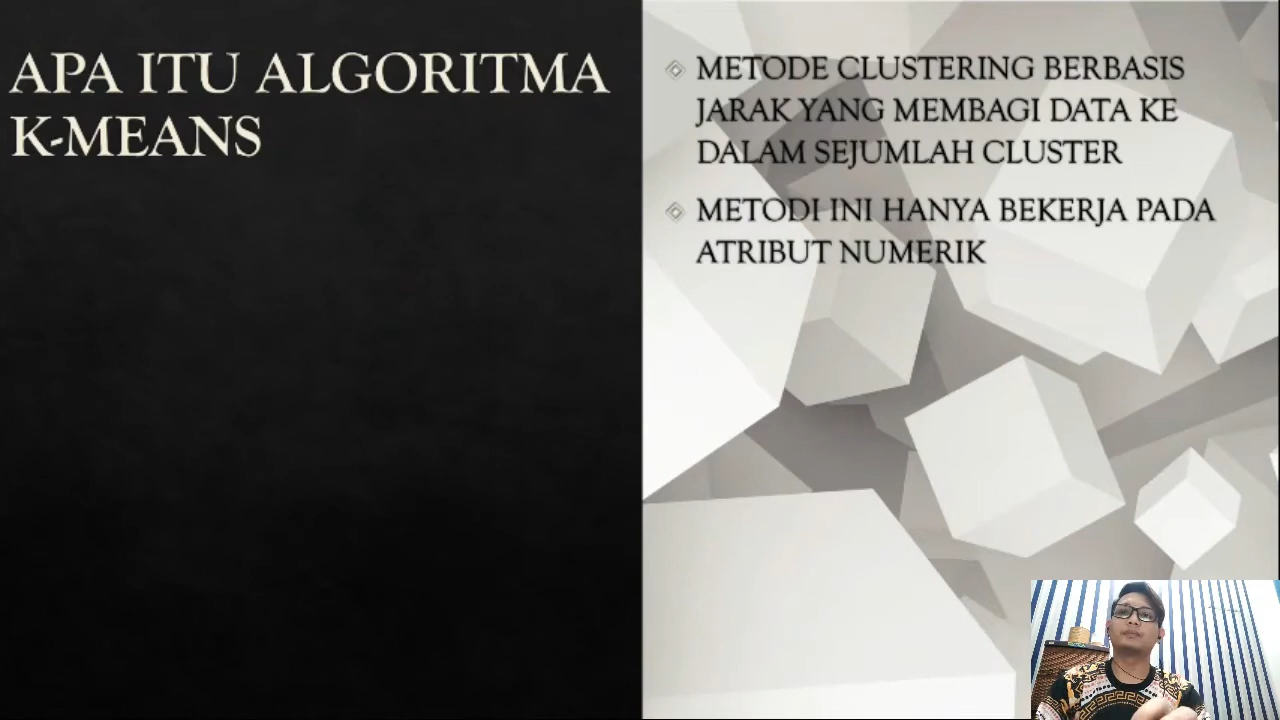 APA ITU ALGORITMA
K-MEANS
METODE CLUSTERING BERBASIS
JARAK YANG MEMBAGI DATA KE
DALAM SEJUMLAH CLUSTER
METODI INI HANYA BEKERJA PADA
ATRIBUT NUMERIK